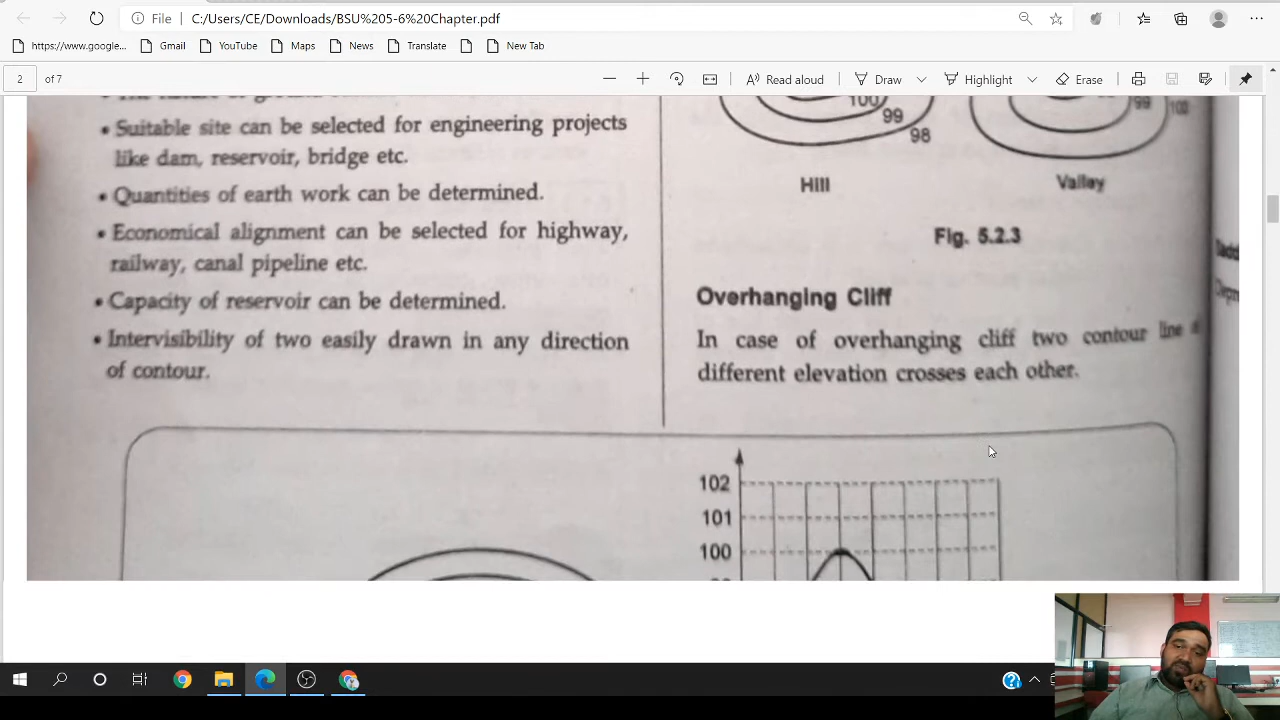 File
C:/Users/CE/Downloads/BSU%205-6%20Chapter.pdf
https://www.google...
Gmail
YouTube
Maps
News
Translate
New Tab
2
of 7
Read aloud
Draw
Highlight
Erase
• Suitable site can be selected for engineering projects
like dam, reservoir, bridge etc.
• Quantities of earth work can be determined.
• Economical alignment can be selected for highway,
railway, canal pipeline etc.
• Capacity of reservoir can be determined.
• Intervisibility of two easily drawn in any direction
of contour.
100
99
98
Hill
99
100
Valley
Fig. 5.2.3
Overhanging Cliff
In case of overhanging cliff two contour line
different elevation crosses each other.
102
101
100